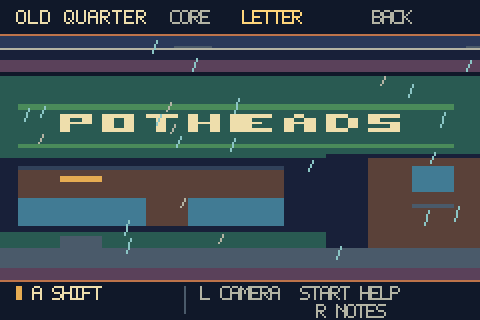 OLD QUARTER CORE LETTER BACK
POTHEADS
A SHIFT L CAMERA START HELP
R NOTES